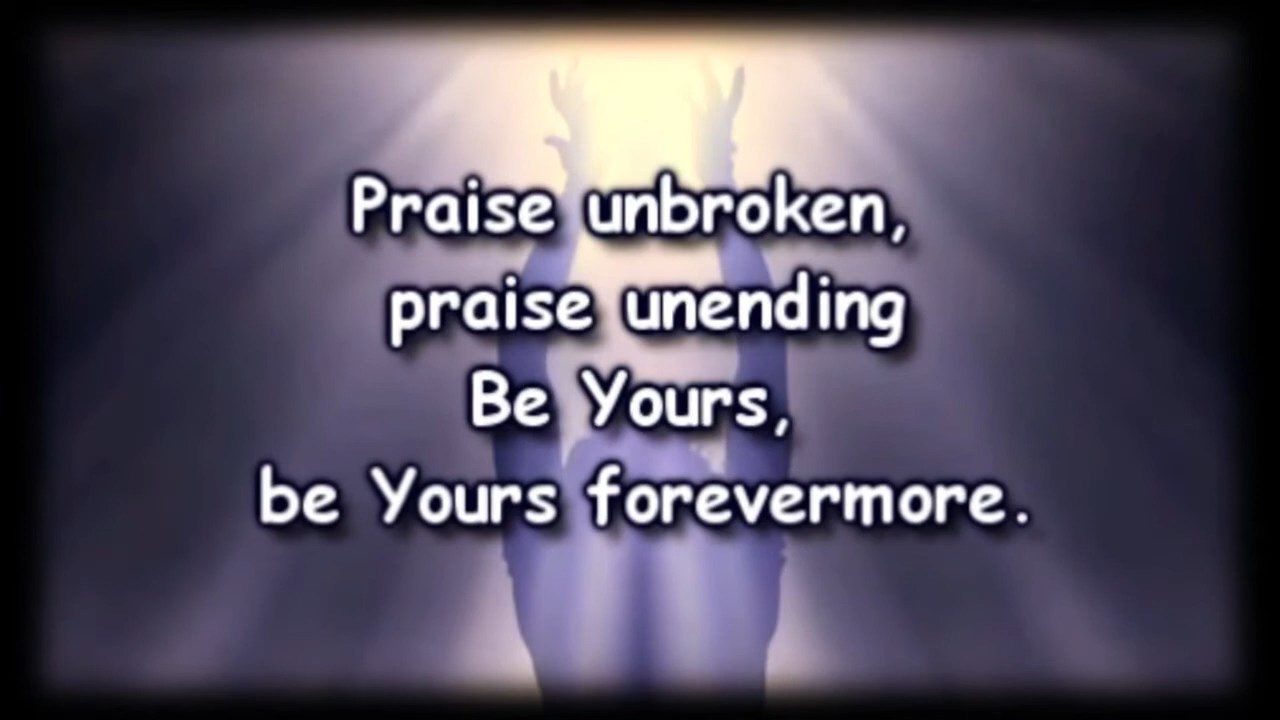 Praise unbroken,
praise unending
Be Yours,
be Yours forevermore.